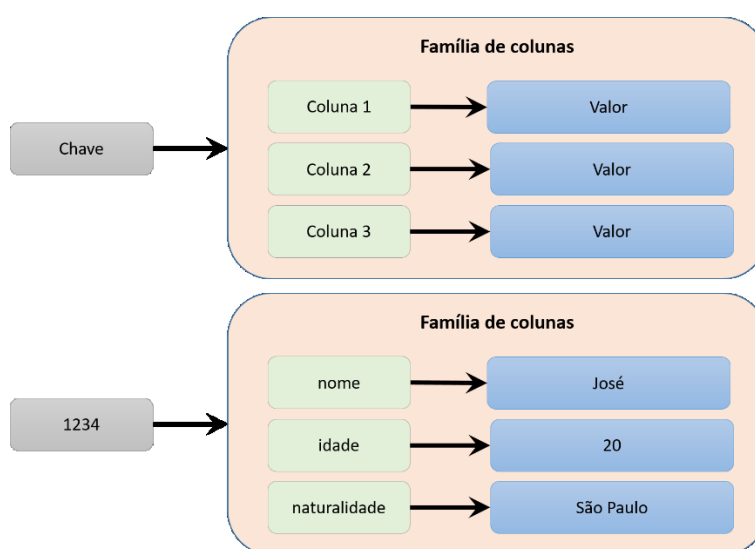 Família de colunas
Coluna 1
Valor
Chave
Coluna 2
Valor
Coluna 3
Valor
Família de colunas
nome
José
1234
idade
20
naturalidade
São Paulo